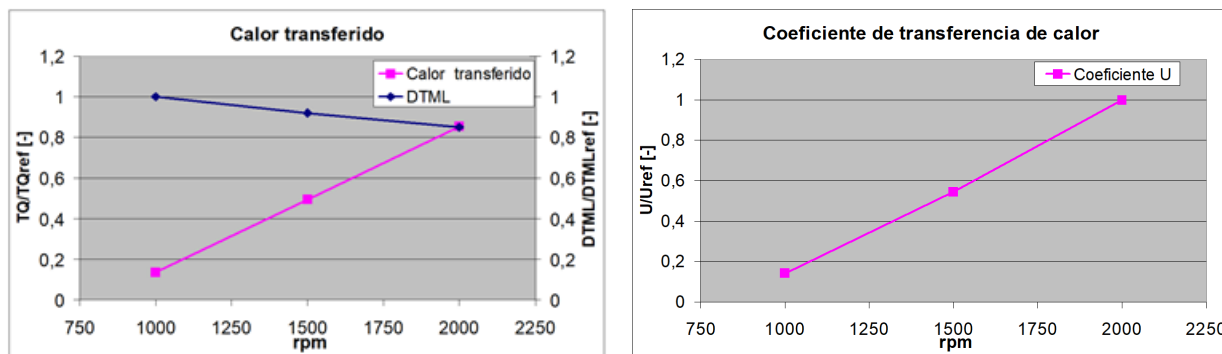 Calor transferido
1,2
1
0,8
0,6
0,4
0,2
0
TQ/TQref [-]
Calor transferido
DTML
1,2
1
0,8
0,6
0,4
0,2
0
DTML/DTMLref [-]
750 1000 1250 1500 1750 2000 2250
rpm
Coeficiente de transferencia de calor
1,2
1
0,8
0,6
0,4
0,2
0
U/Uref [-]
Coeficiente U
750 1000 1250 1500 1750 2000 2250
rpm